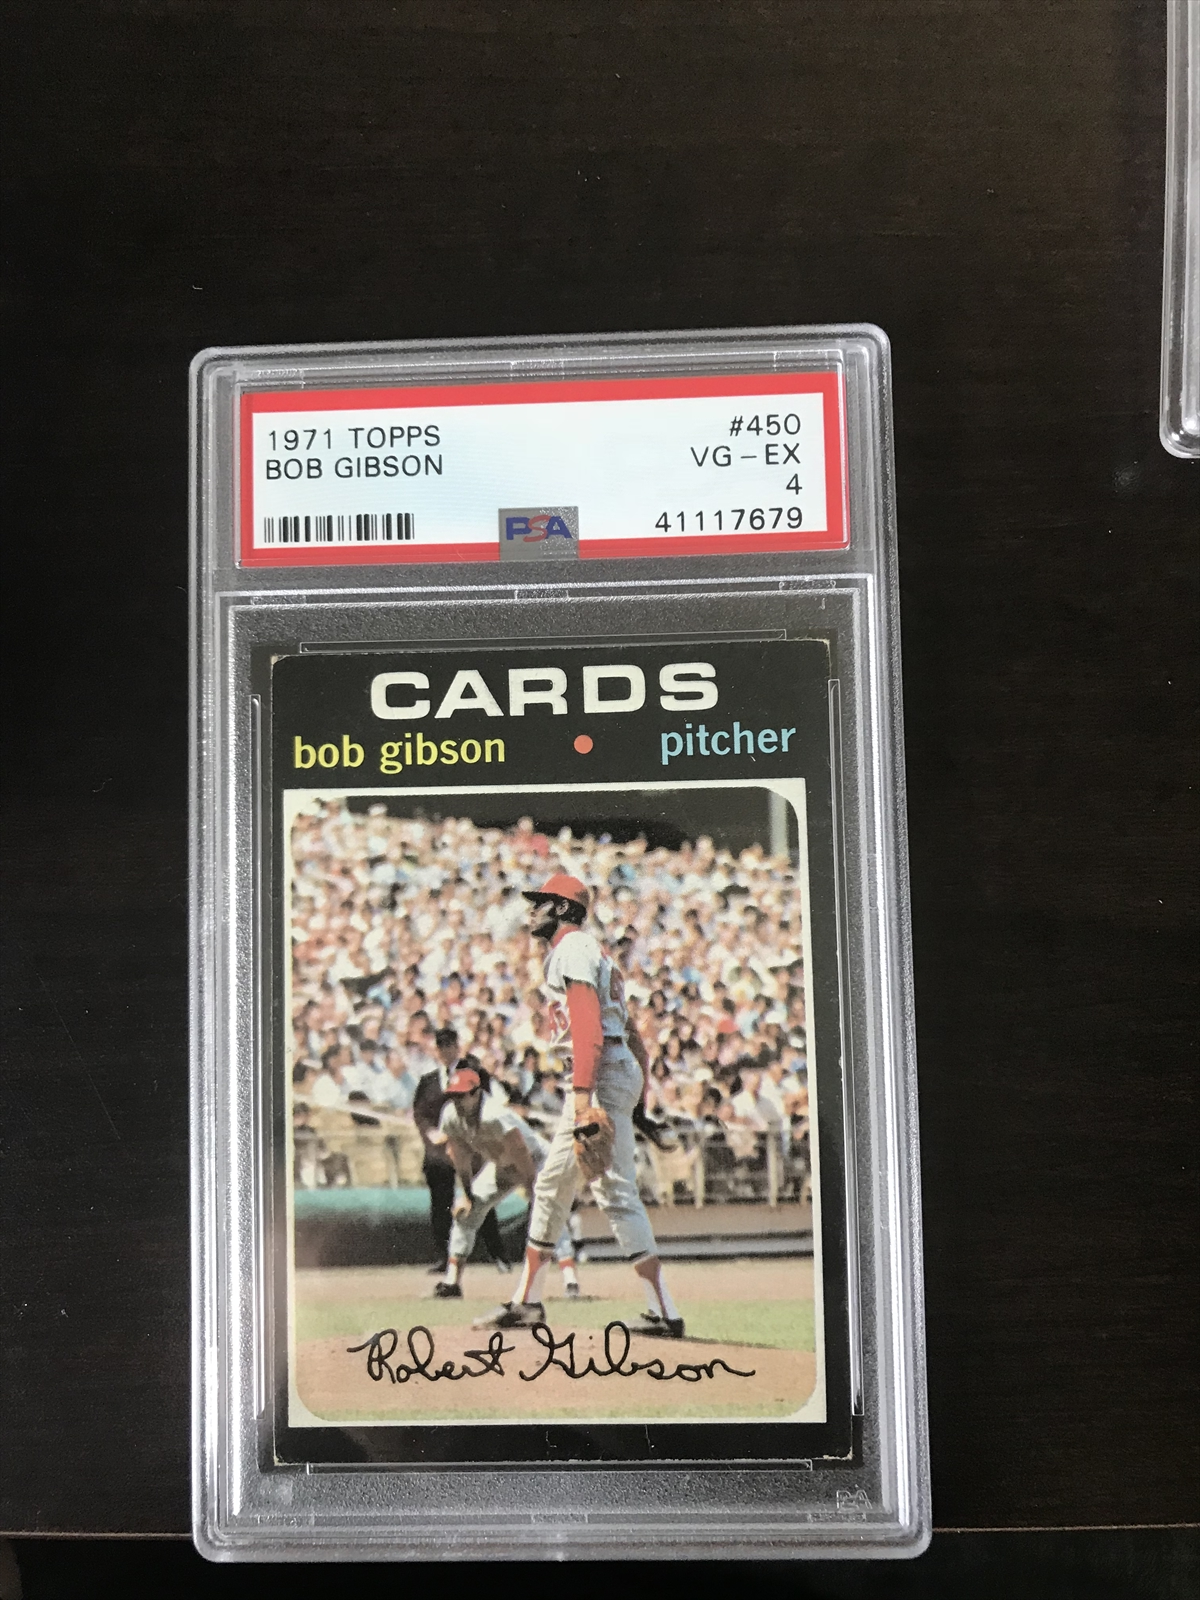 1971 TOPPS
BOB GIBSON
#450
VG - EX
4
41117679
PSA
CARDS
bob gibson • pitcher
Robert Gibson